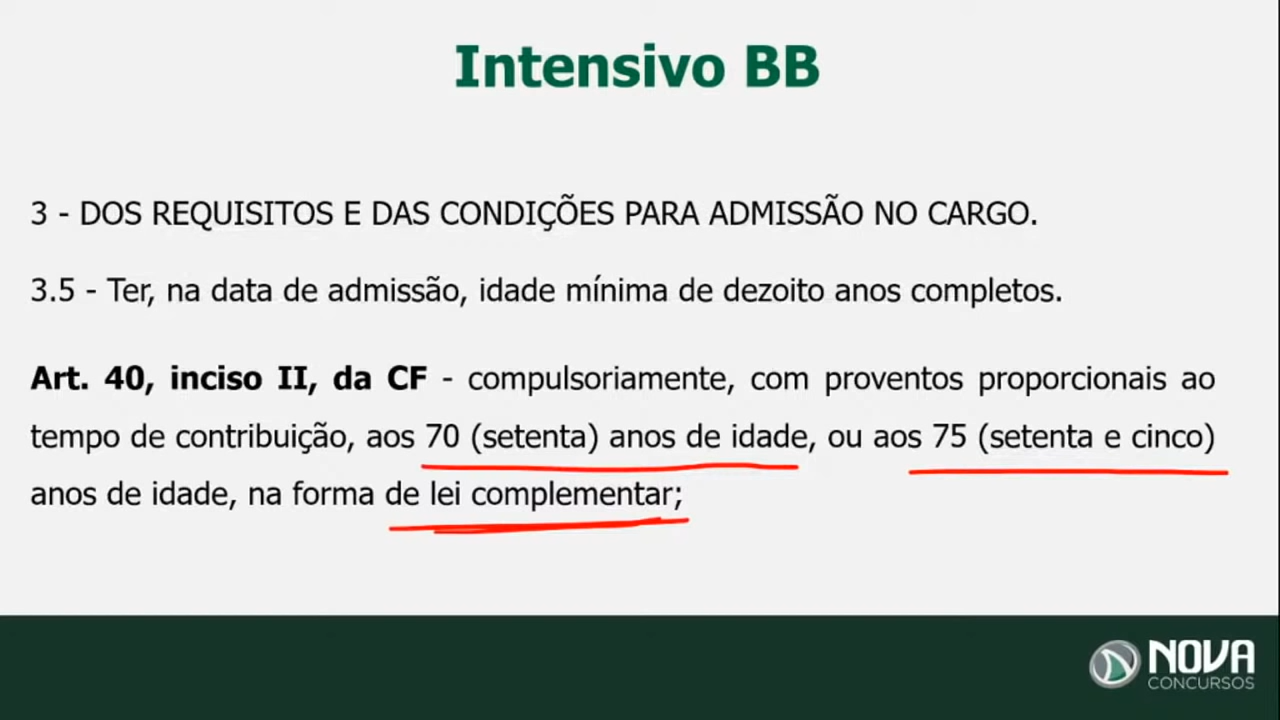 Intensivo BB
3 - DOS REQUISITOS E DAS CONDIÇÕES PARA ADMISSÃO NO CARGO.
3.5 - Ter, na data de admissão, idade mínima de dezoito anos completos.
Art. 40, inciso II, da CF - compulsoriamente, com proventos proporcionais ao
tempo de contribuição, aos 70 (setenta) anos de idade, ou aos 75 (setenta e cinco)
anos de idade, na forma de lei complementar;
NOVA
CONCURSOS